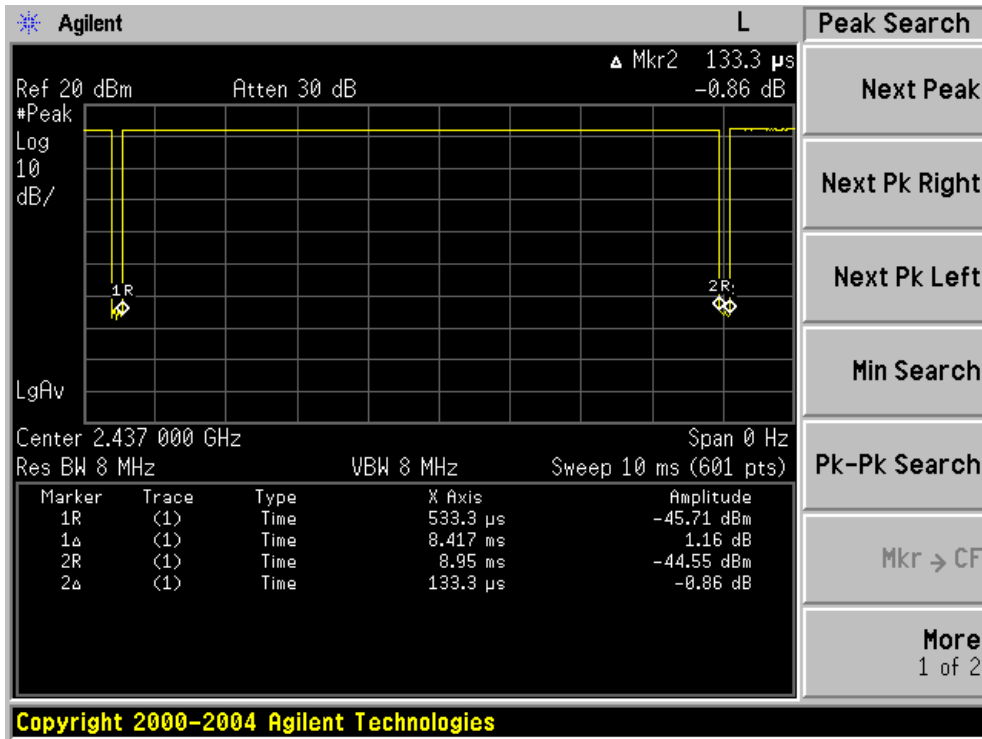 Agilent L Peak Search
▵ Mkr2 133.3 µs
Ref 20 dBm Atten 30 dB -0.86 dB
#Peak
Log
10
dB/
1R
2R
LgAv
Center 2.437 000 GHz Span 0 Hz
Res BW 8 MHz VBW 8 MHz Sweep 10 ms (601 pts)
Marker Trace Type X Axis Amplitude
1R (1) Time 533.3 µs -45.71 dBm
1▵ (1) Time 8.417 ms 1.16 dB
2R (1) Time 8.95 ms -44.55 dBm
2▵ (1) Time 133.3 µs -0.86 dB
Next Peak
Next Pk Right
Next Pk Left
Min Search
Pk-Pk Search
Mkr → CF
More
1 of 2
Copyright 2000-2004 Agilent Technologies